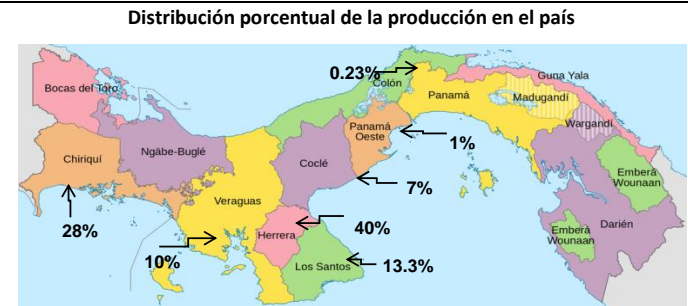 Distribución porcentual de la producción en el país
0.23%
Guna Yala
Bocas del Toro
Colón
Panamá
Madugandí
Wargandí
Ngäbe-Buglé
Coclé
Panamá
Oeste
1%
Chiriquí
Emberá
Wounaan
7%
Veraguas
28%
Herrera
40%
Darién
Emberá
Wounaan
10%
Los Santos
13.3%